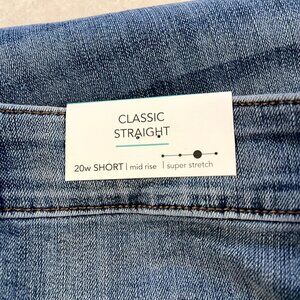 CLASSIC
STRAIGHT
20w SHORT | mid rise | super stretch